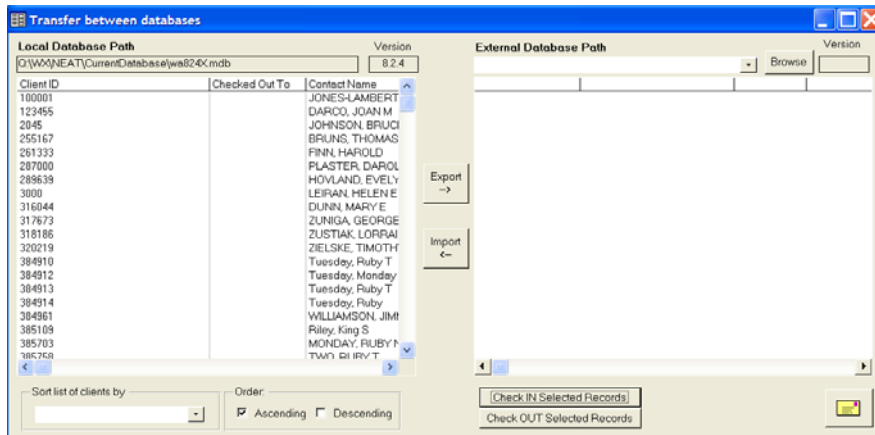 Transfer between databases
Local Database Path Version
O:\WX\NEAT\CurrentDatabase\wa824X.mdb 8.2.4
External Database Path Version
Browse
Client ID Checked Out To Contact Name
100001 JONES-LAMBERT
123455 DARCO, JOAN M
2045 JOHNSON, BRUCI
255167 BRUNS, THOMAS
261333 FINN, HAROLD
287000 PLASTER, DAROL
289639 HOVLAND, EVELY
3000 LEIRAN, HELEN E
316044 DUNN, MARY E
317673 ZUNIGA, GEORGE
318186 ZUSTIAK, LORRAI
320219 ZIELSKE, TIMOTH
384910 Tuesday, Ruby T
384912 Tuesday, Monday
384913 Tuesday, Ruby T
384914 Tuesday, Ruby
384961 WILLIAMSON, JIM
385109 Riley, King S
385703 MONDAY, RUBY N
385758 TWO, RUBY T
Export
-->
Import
<--
Sort list of clients by
Order:
Ascending Descending
Check IN Selected Records
Check OUT Selected Records